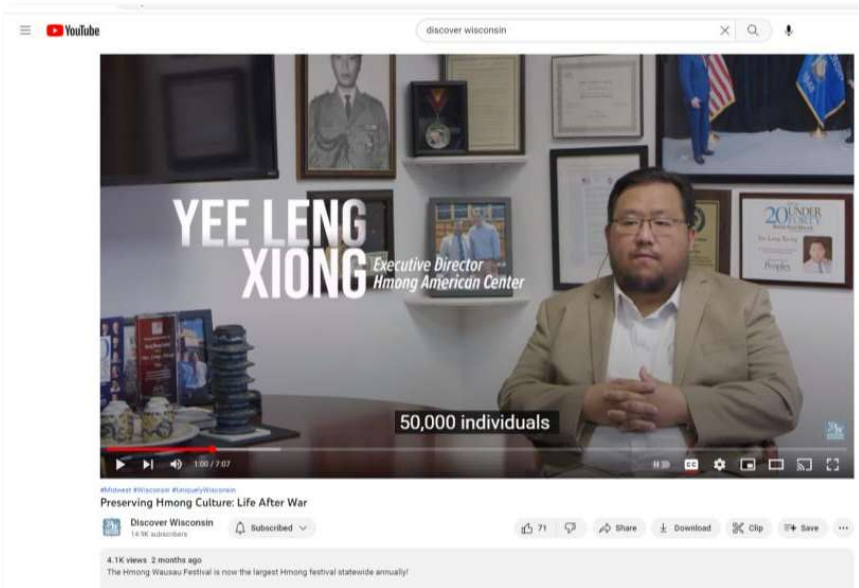 YouTube
discover wisconsin
20 UNDER FORTY
YEE LENG
XIONG
Executive Director
Hmong American Center
50,000 individuals
1:00 / 7:07
#Midwest #Wisconsin #UniquelyWisconsin
Preserving Hmong Culture: Life After War
Discover Wisconsin
14.9K subscribers
Subscribed
71
Share
Download
Clip
Save
4.1K views 2 months ago
The Hmong Wausau Festival is now the largest Hmong festival statewide annually!